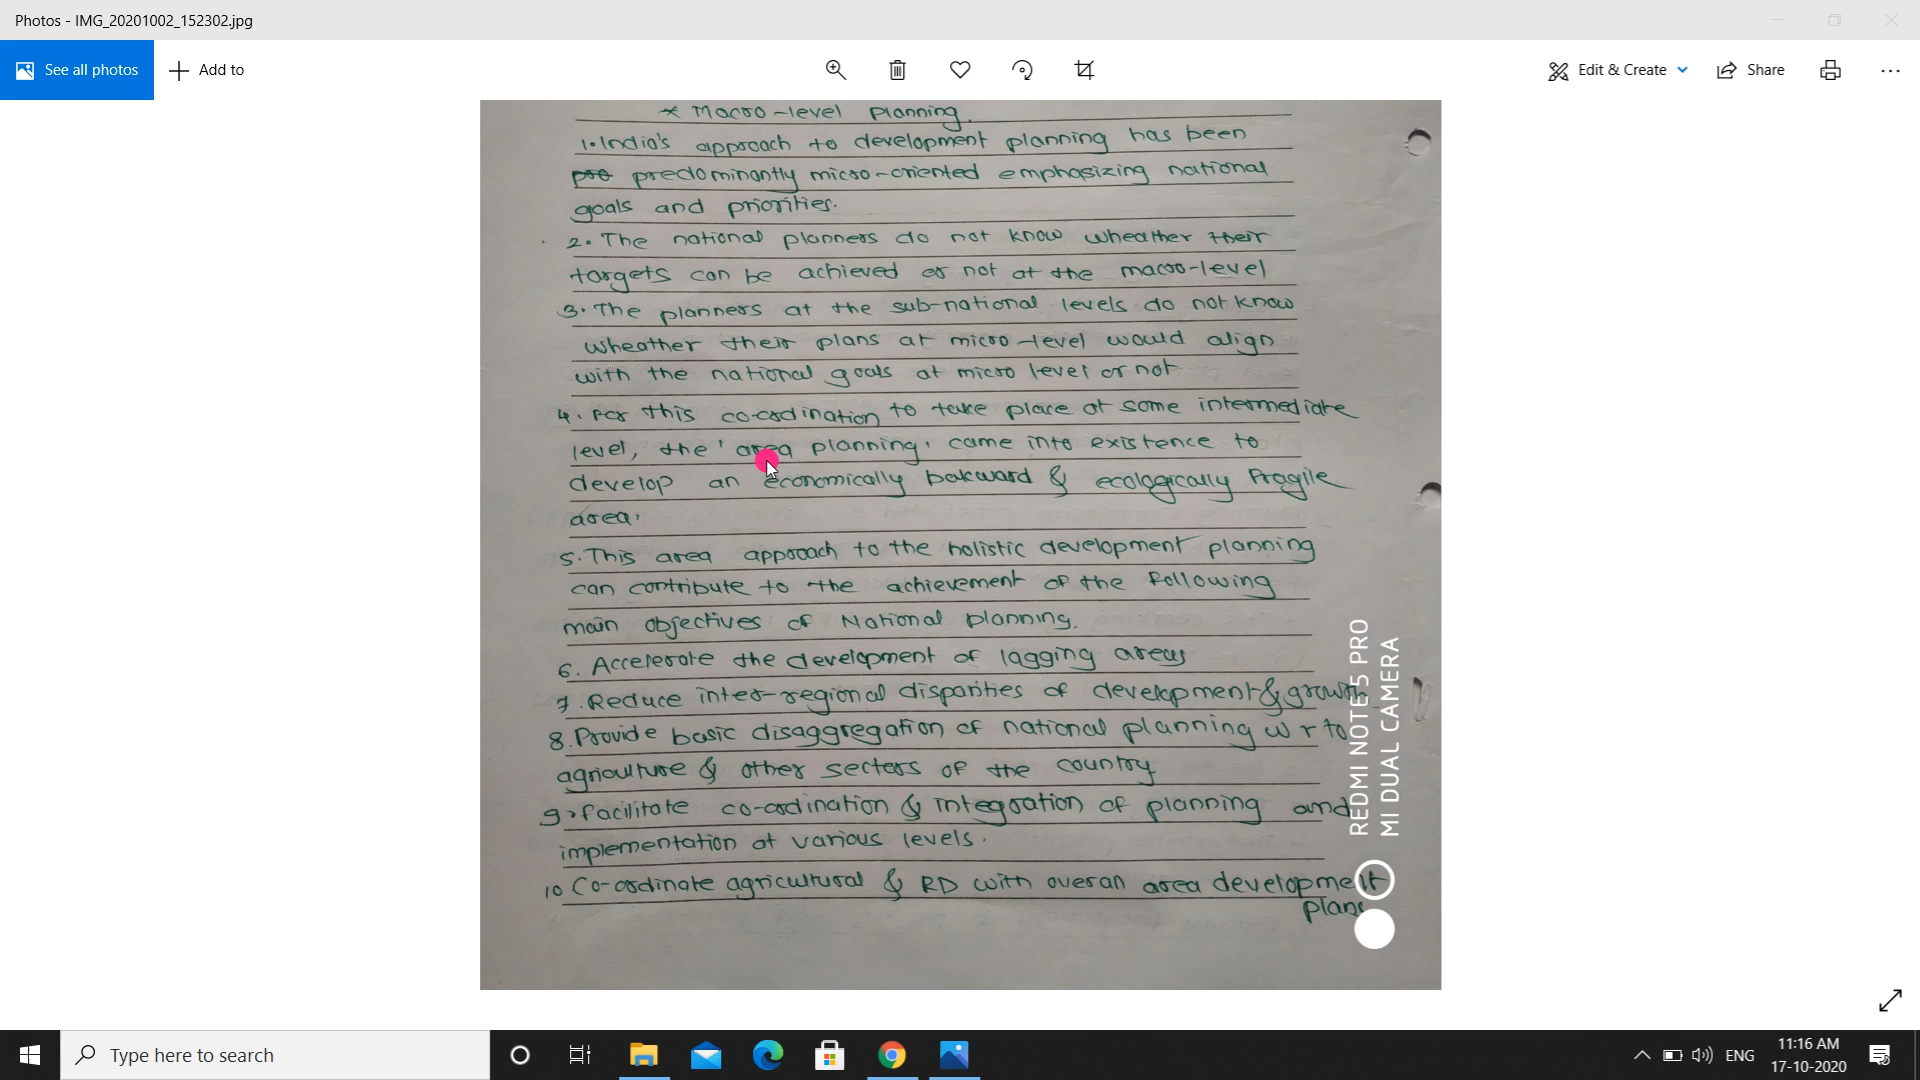 Photos - IMG_20201002_152302.jpg
See all photos
Add to
Edit & Create
Share
* Macro-level Planning.
1. India's approach to development planning has been
pro predominantly micro-oriented emphasizing national
goals and priorities.
2. The national planners do not know wheather their
targets can be achieved or not at the macro-level
3. The planners at the sub-national levels do not know
wheather their plans at micro-level would align
with the national goals at micro level or not
4. For this co-ordination to take place at some intermediate
level, the 'area planning' came into existence to
develop an economically bakward & ecologically Fragile
area.
5. This area approach to the holistic development planning
can contribute to the achievement of the following
main objectives of National planning.
6. Accelerate the development of lagging areas
7. Reduce inter-regional disparities of development & growth
8. Provide basic disaggregation of national planning w r to
agriculture & other sectors of the country
9. facilitate co-ordination & integration of planning and
implementation at various levels.
10 Co-ordinate agricultural & RD with overall area development
plans
REDMI NOTE 5 PRO
MI DUAL CAMERA
Type here to search
ENG
11:16 AM
17-10-2020